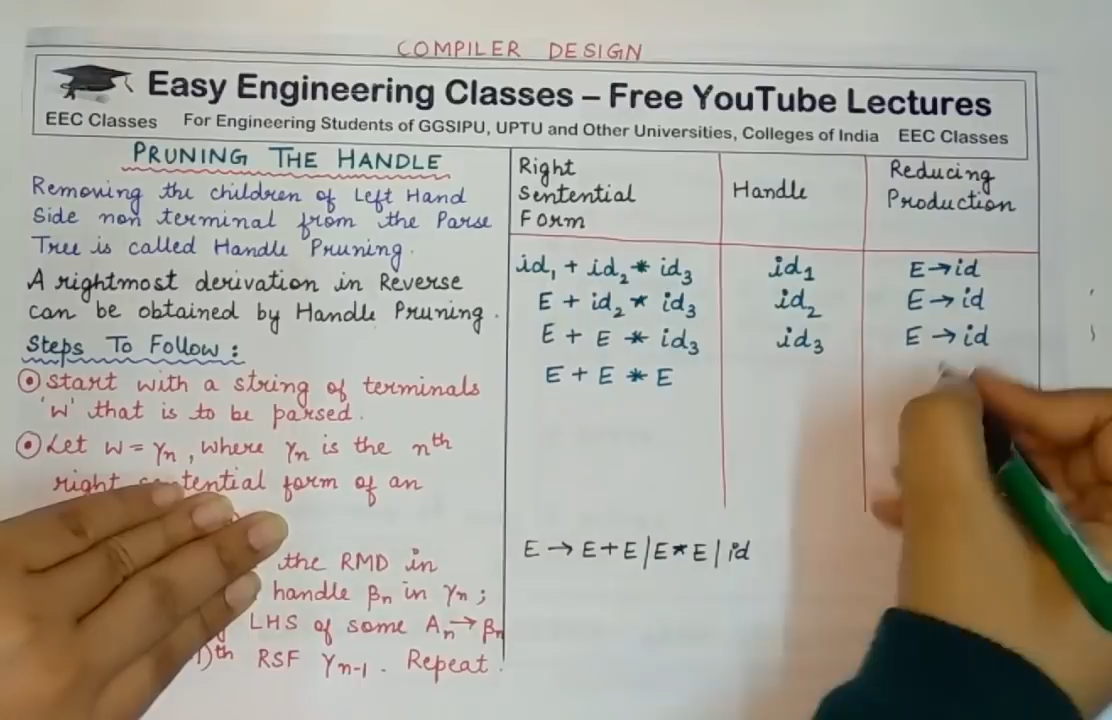 COMPILER DESIGN
Easy Engineering Classes – Free YouTube Lectures
EEC Classes For Engineering Students of GGSIPU, UPTU and Other Universities, Colleges of India EEC Classes
PRUNING THE HANDLE
Removing the children of Left Hand
Side non terminal from the Parse
Tree is called Handle Pruning.
A rightmost derivation in Reverse
can be obtained by Handle Pruning.
Steps To Follow:
Start with a string of terminals
'w' that is to be parsed.
Let w = γn, where γn is the nth
right sentential form of an
the RMD in
handle βn in γn;
LHS of some An→βn
th RSF γn-1. Repeat.
Right
Sentential
Form
Handle
Reducing
Production
id1 + id2 * id3 id1 E→id
E + id2 * id3 id2 E→id
E + E * id3 id3 E→id
E + E * E
E → E+E | E*E | id